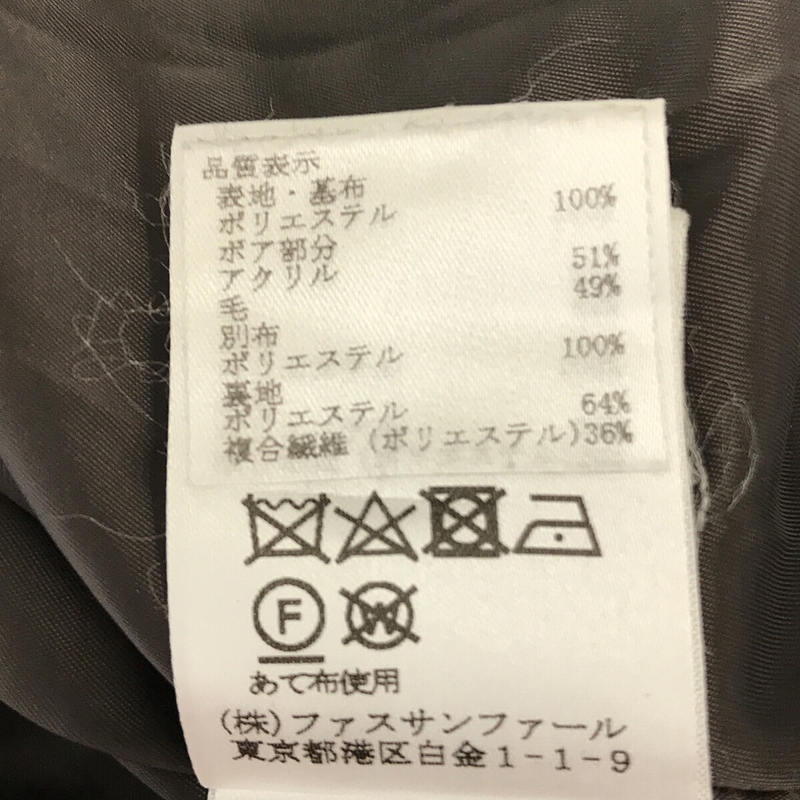 品質表示
表地・基布
ポリエステル 100%
ボア部分
アクリル 51%
毛 49%
別布
ポリエステル 100%
裏地
ポリエステル 64%
複合繊維(ポリエステル)36%
F W
あて布使用
(株)ファスサンファール
東京都港区白金1-1-9